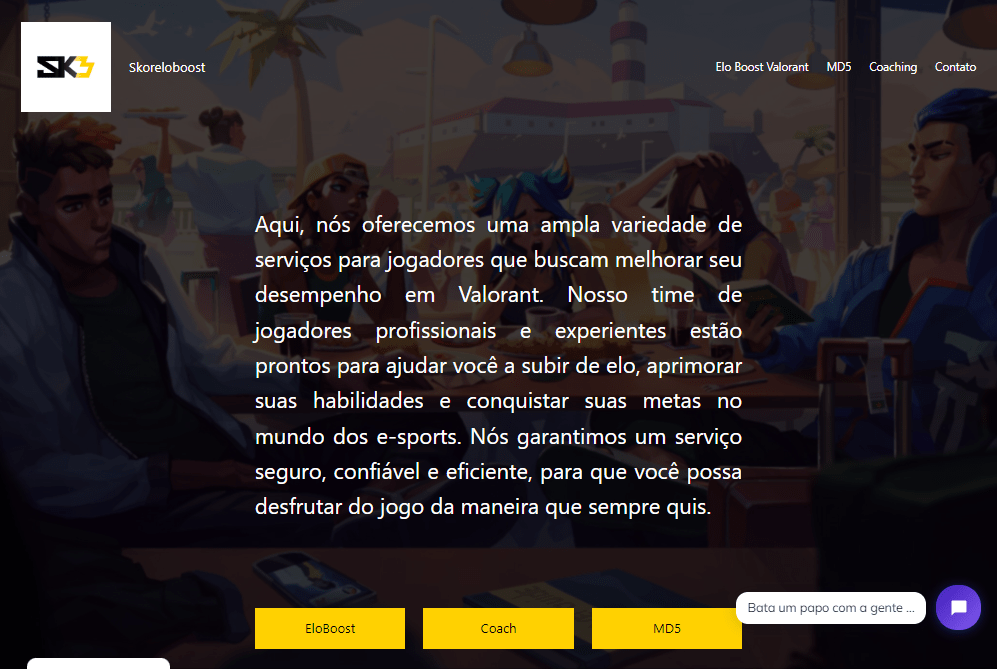 SK3
Skoreloboost
Elo Boost Valorant
MD5
Coaching
Contato
Aqui, nós oferecemos uma ampla variedade de
serviços para jogadores que buscam melhorar seu
desempenho em Valorant. Nosso time de
jogadores profissionais e experientes estão
prontos para ajudar você a subir de elo, aprimorar
suas habilidades e conquistar suas metas no
mundo dos e-sports. Nós garantimos um serviço
seguro, confiável e eficiente, para que você possa
desfrutar do jogo da maneira que sempre quis.
EloBoost
Coach
MD5
Bata um papo com a gente ...